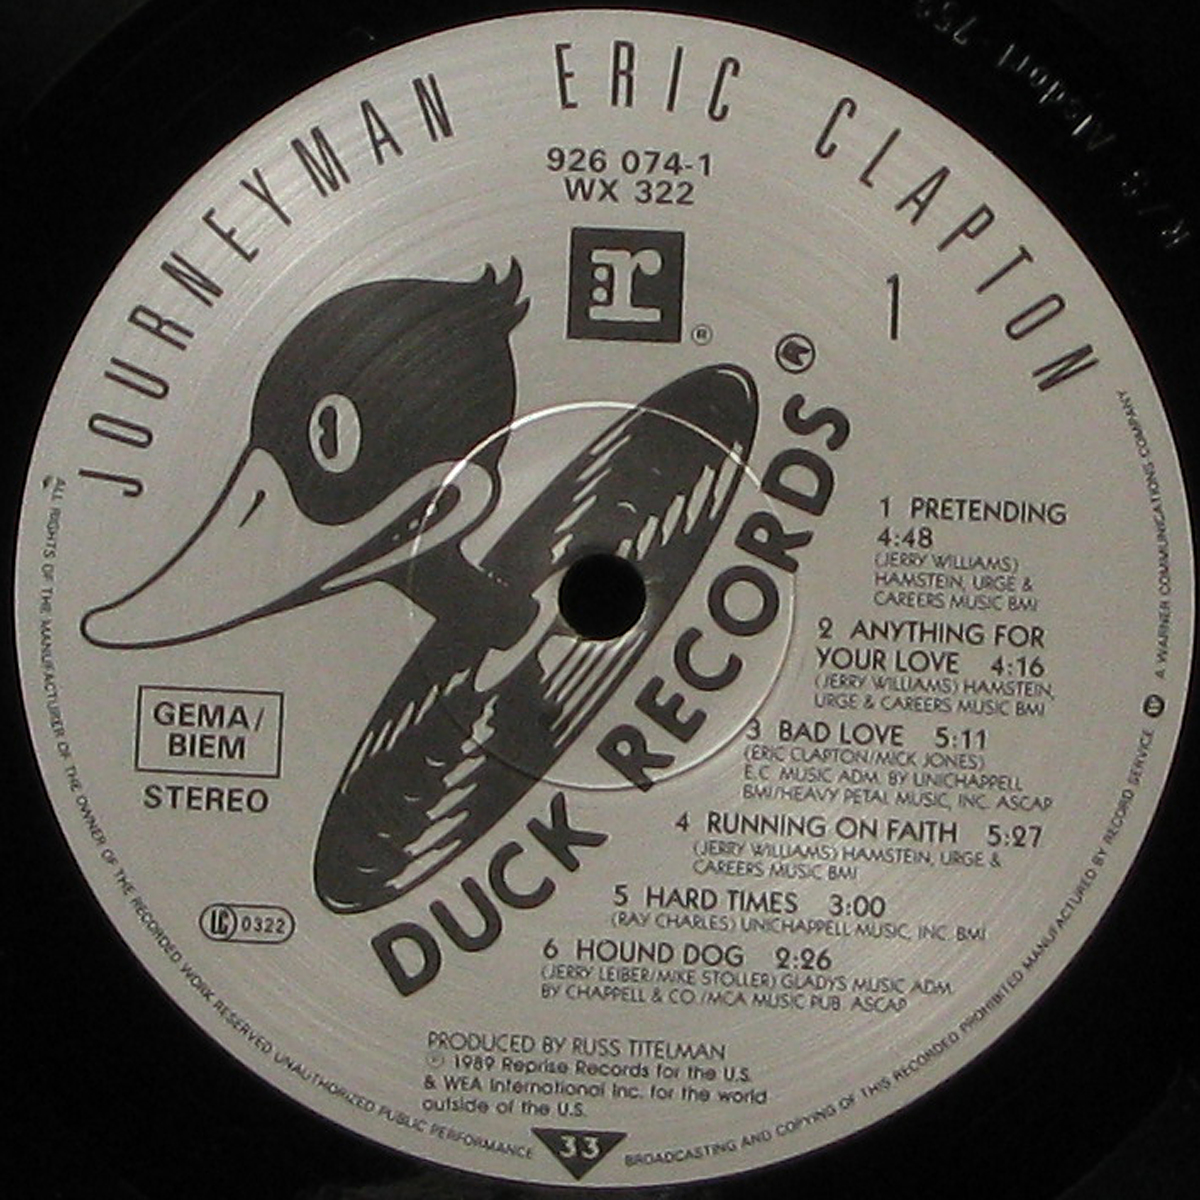 JOURNEYMAN ERIC CLAPTON
926 074-1
WX 322
r
®
1
DUCK RECORDS
1 PRETENDING
4:48
(JERRY WILLIAMS)
HAMSTEIN, URGE &
CAREERS MUSIC BMI
2 ANYTHING FOR
YOUR LOVE 4:16
(JERRY WILLIAMS) HAMSTEIN,
URGE & CAREERS MUSIC BMI
3 BAD LOVE 5:11
(ERIC CLAPTON/MICK JONES)
E.C. MUSIC ADM. BY UNICHAPPELL
BMI/HEAVY PETAL MUSIC, INC. ASCAP
4 RUNNING ON FAITH 5:27
(JERRY WILLIAMS) HAMSTEIN, URGE &
CAREERS MUSIC BMI
5 HARD TIMES 3:00
(RAY CHARLES) UNICHAPPELL MUSIC, INC. BMI
6 HOUND DOG 2:26
(JERRY LEIBER/MIKE STOLLER) GLADYS MUSIC ADM.
BY CHAPPELL & CO./MCA MUSIC PUB. ASCAP
GEMA/
BIEM
STEREO
LC 0322
PRODUCED BY RUSS TITELMAN
℗ 1989 Reprise Records for the U.S.
& WEA International Inc. for the world
outside of the U.S.
33
ALL RIGHTS OF THE MANUFACTURER OF THE OWNER OF THE RECORDED WORK RESERVED UNAUTHORIZED PUBLIC PERFORMANCE
BROADCASTING AND COPYING OF THIS RECORDED PROHIBITED MANUFACTURED BY RECORD SERVICE A WARNER COMMUNICATIONS COMPANY
R / S Alsdorf